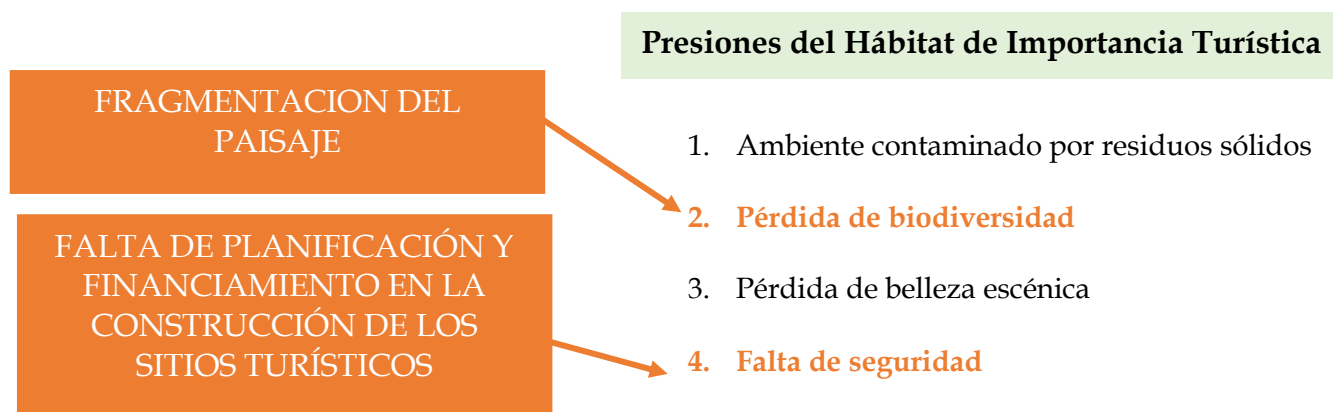 Presiones del Hábitat de Importancia Turística
FRAGMENTACION DEL
PAISAJE
FALTA DE PLANIFICACIÓN Y
FINANCIAMIENTO EN LA
CONSTRUCCIÓN DE LOS
SITIOS TURÍSTICOS
1. Ambiente contaminado por residuos sólidos
2. Pérdida de biodiversidad
3. Pérdida de belleza escénica
4. Falta de seguridad